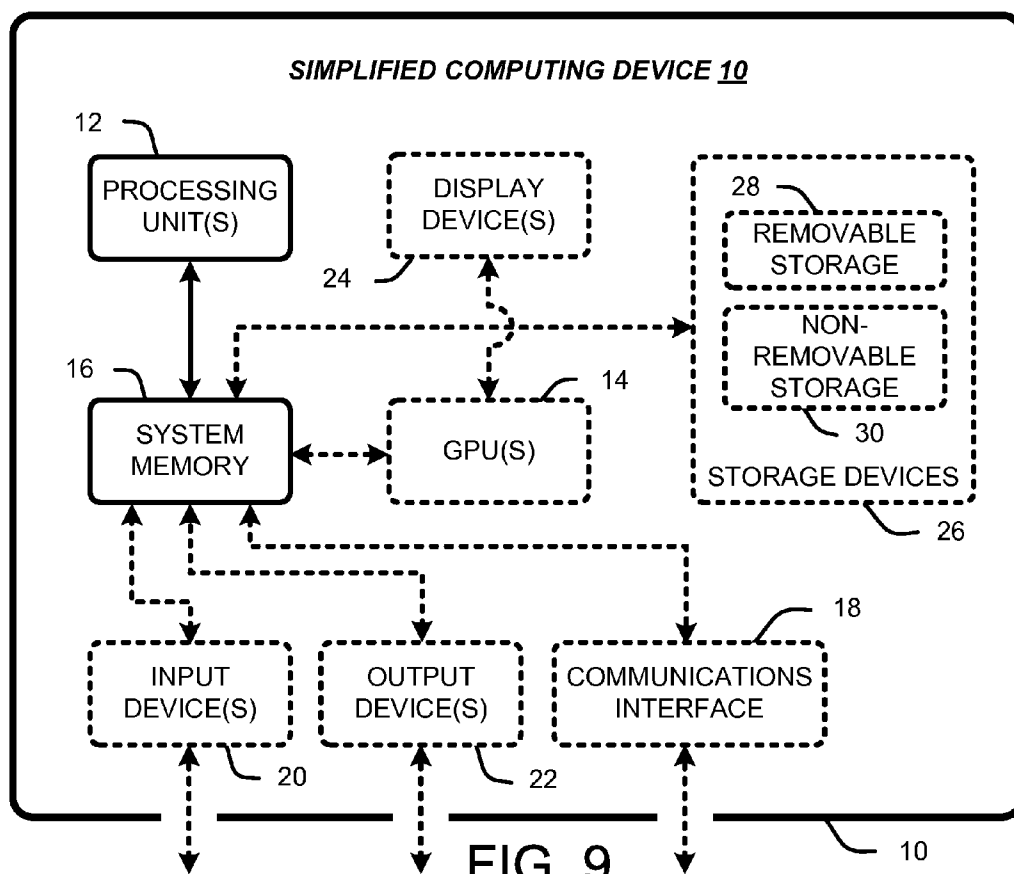 SIMPLIFIED COMPUTING DEVICE 10
12
PROCESSING
UNIT(S)
DISPLAY
DEVICE(S)
24
28
REMOVABLE
STORAGE
NON-
REMOVABLE
STORAGE
30
STORAGE DEVICES
26
16
SYSTEM
MEMORY
14
GPU(S)
18
INPUT
DEVICE(S)
20
OUTPUT
DEVICE(S)
22
COMMUNICATIONS
INTERFACE
10
FIG. 9